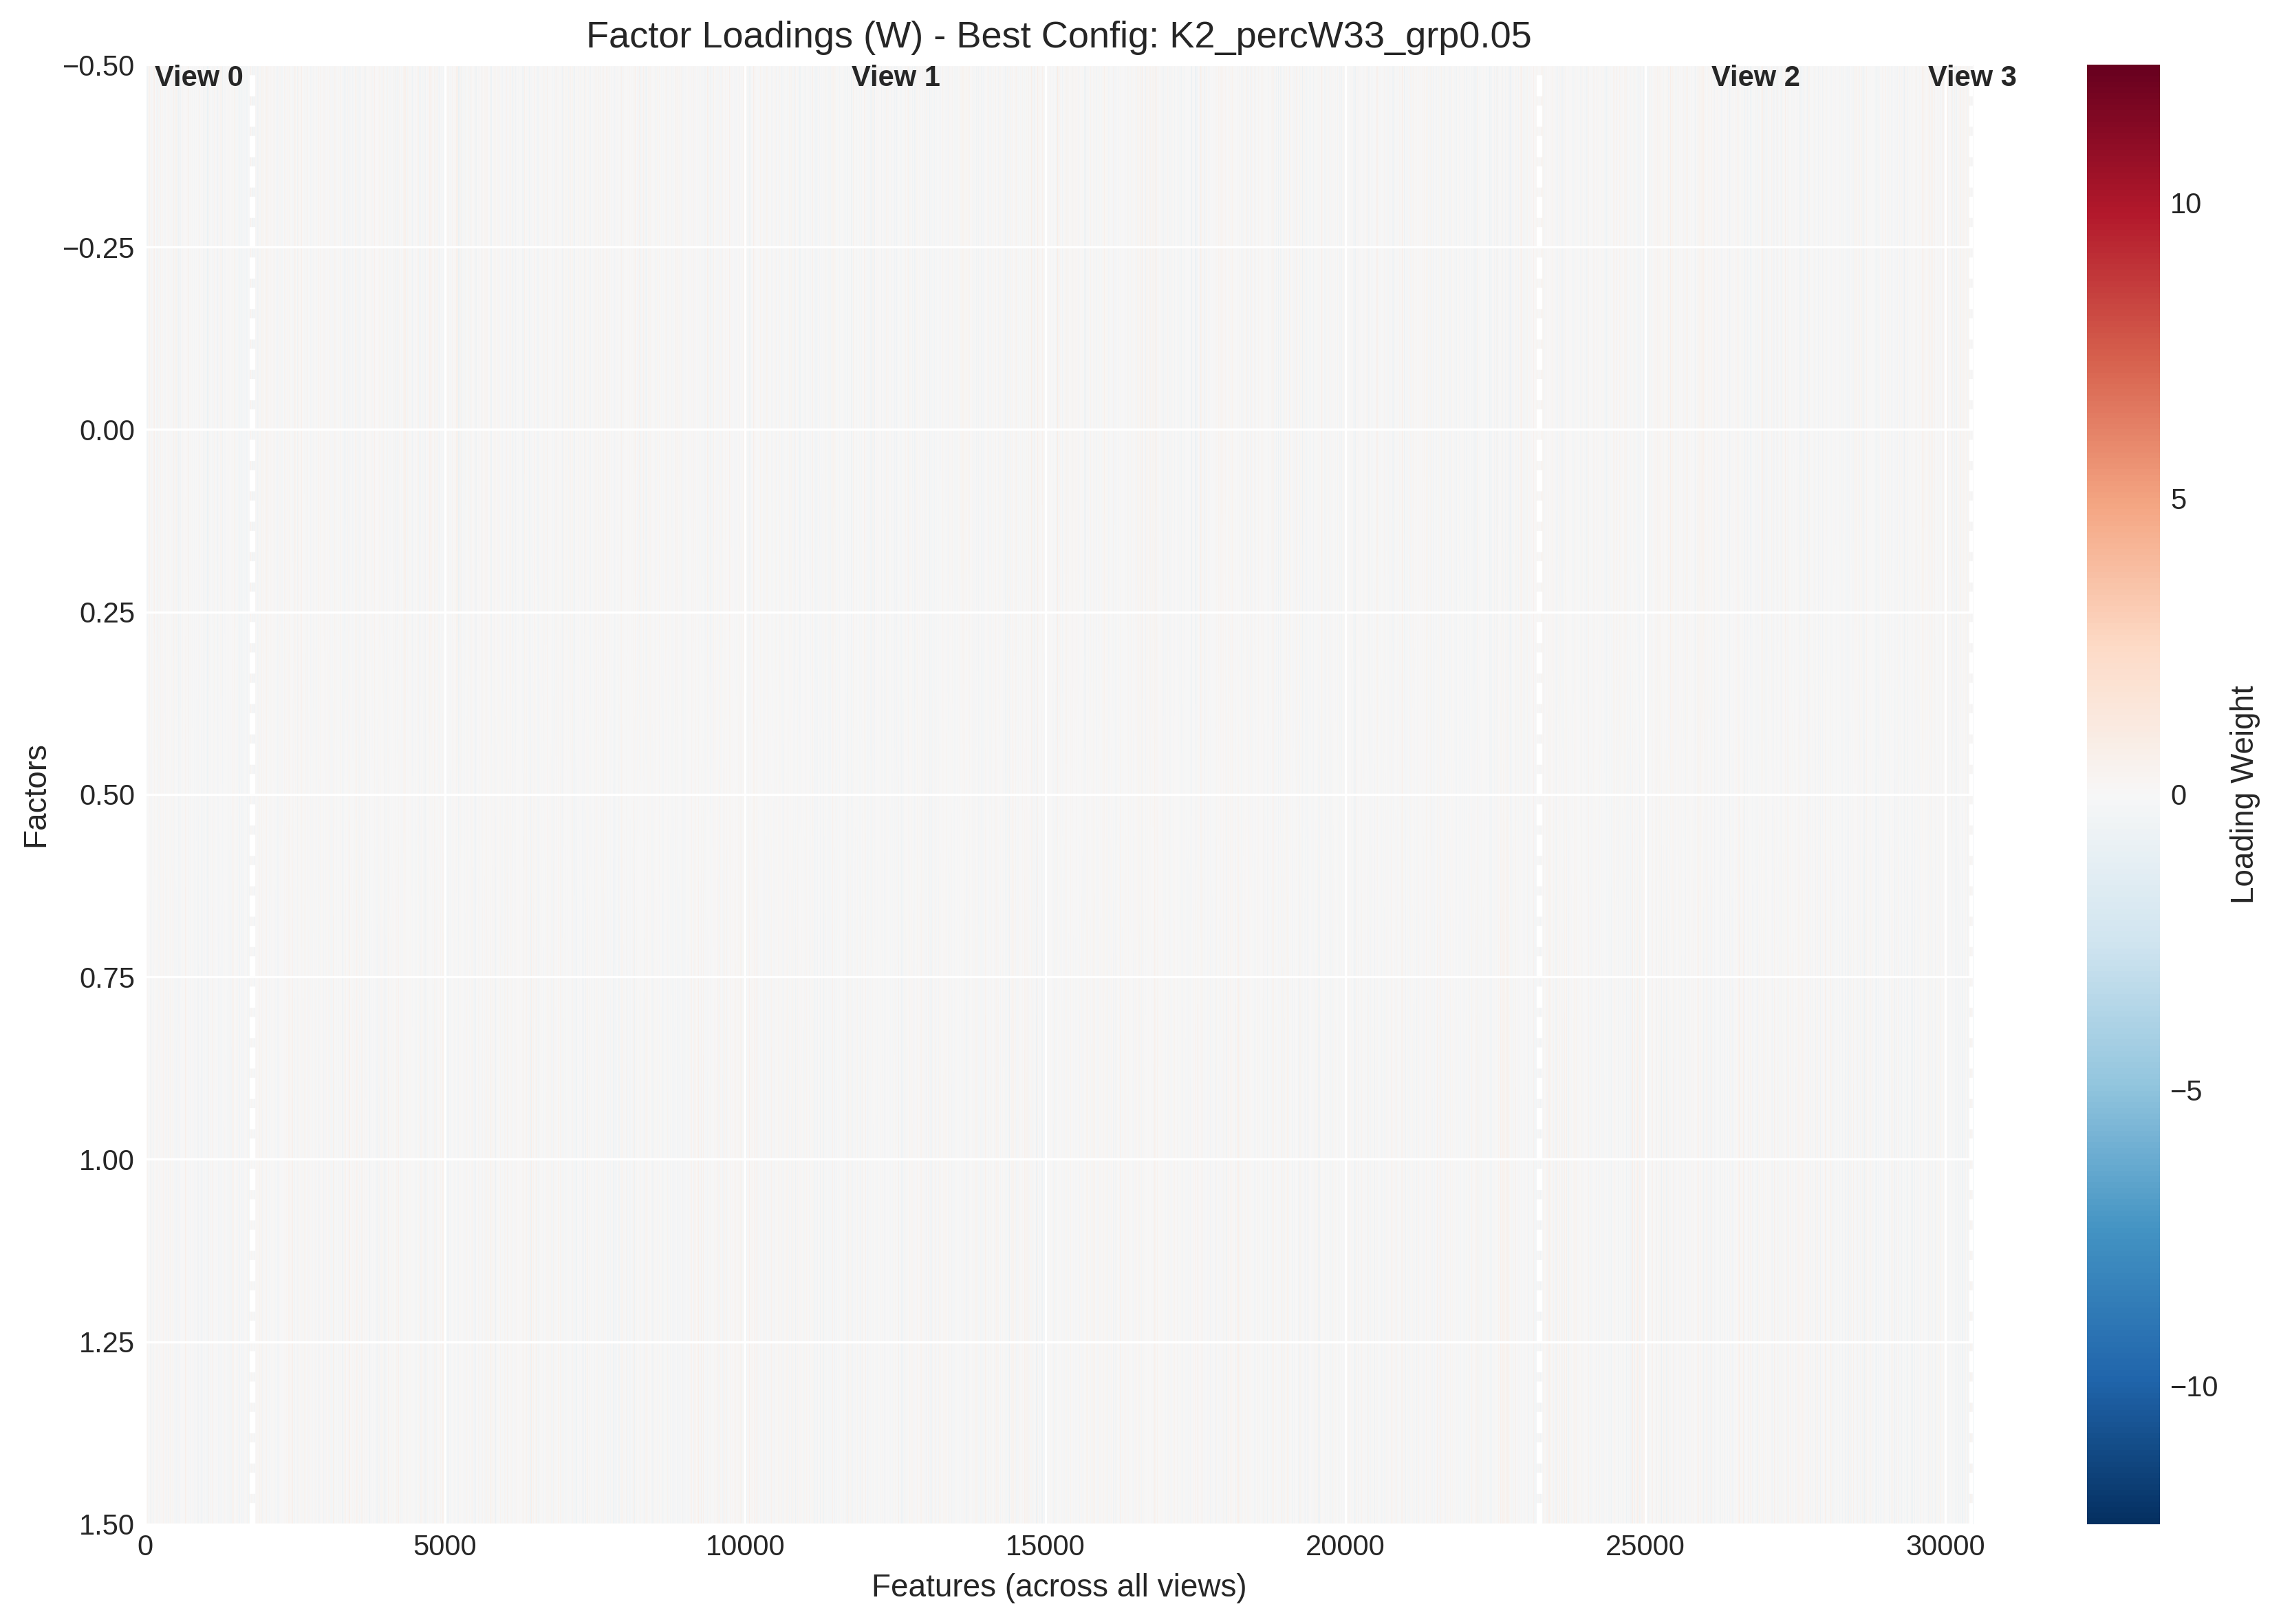 Factor Loadings (W) - Best Config: K2_percW33_grp0.05
View 0 View 1 View 2 View 3
−0.50
−0.25
0.00
0.25
0.50
0.75
1.00
1.25
1.50
Factors
0 5000 10000 15000 20000 25000 30000
Features (across all views)
10
5
0
−5
−10
Loading Weight